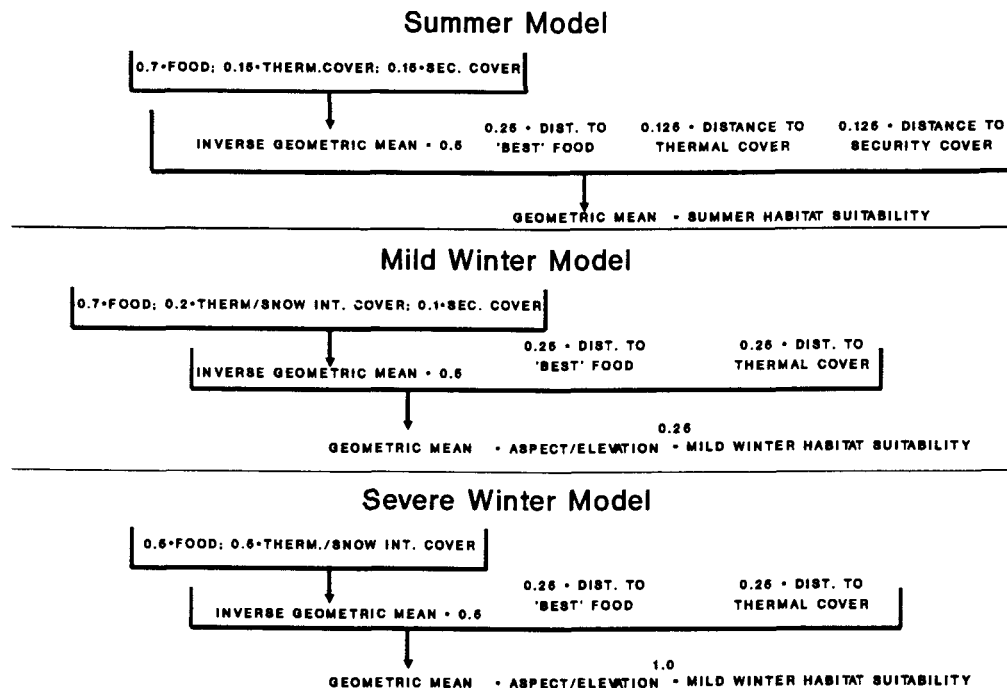 Summer Model
0.7*FOOD; 0.15*THERM.COVER; 0.15*SEC. COVER
INVERSE GEOMETRIC MEAN * 0.5
0.25 * DIST. TO
'BEST' FOOD
0.125 * DISTANCE TO
THERMAL COVER
0.125 * DISTANCE TO
SECURITY COVER
GEOMETRIC MEAN = SUMMER HABITAT SUITABILITY
Mild Winter Model
0.7*FOOD; 0.2*THERM/SNOW INT. COVER; 0.1*SEC. COVER
INVERSE GEOMETRIC MEAN * 0.5
0.25 * DIST. TO
'BEST' FOOD
0.25 * DIST. TO
THERMAL COVER
0.25
GEOMETRIC MEAN * ASPECT/ELEVATION = MILD WINTER HABITAT SUITABILITY
Severe Winter Model
0.5*FOOD; 0.5*THERM./SNOW INT. COVER
INVERSE GEOMETRIC MEAN * 0.5
0.25 * DIST. TO
'BEST' FOOD
0.25 * DIST. TO
THERMAL COVER
1.0
GEOMETRIC MEAN * ASPECT/ELEVATION = MILD WINTER HABITAT SUITABILITY